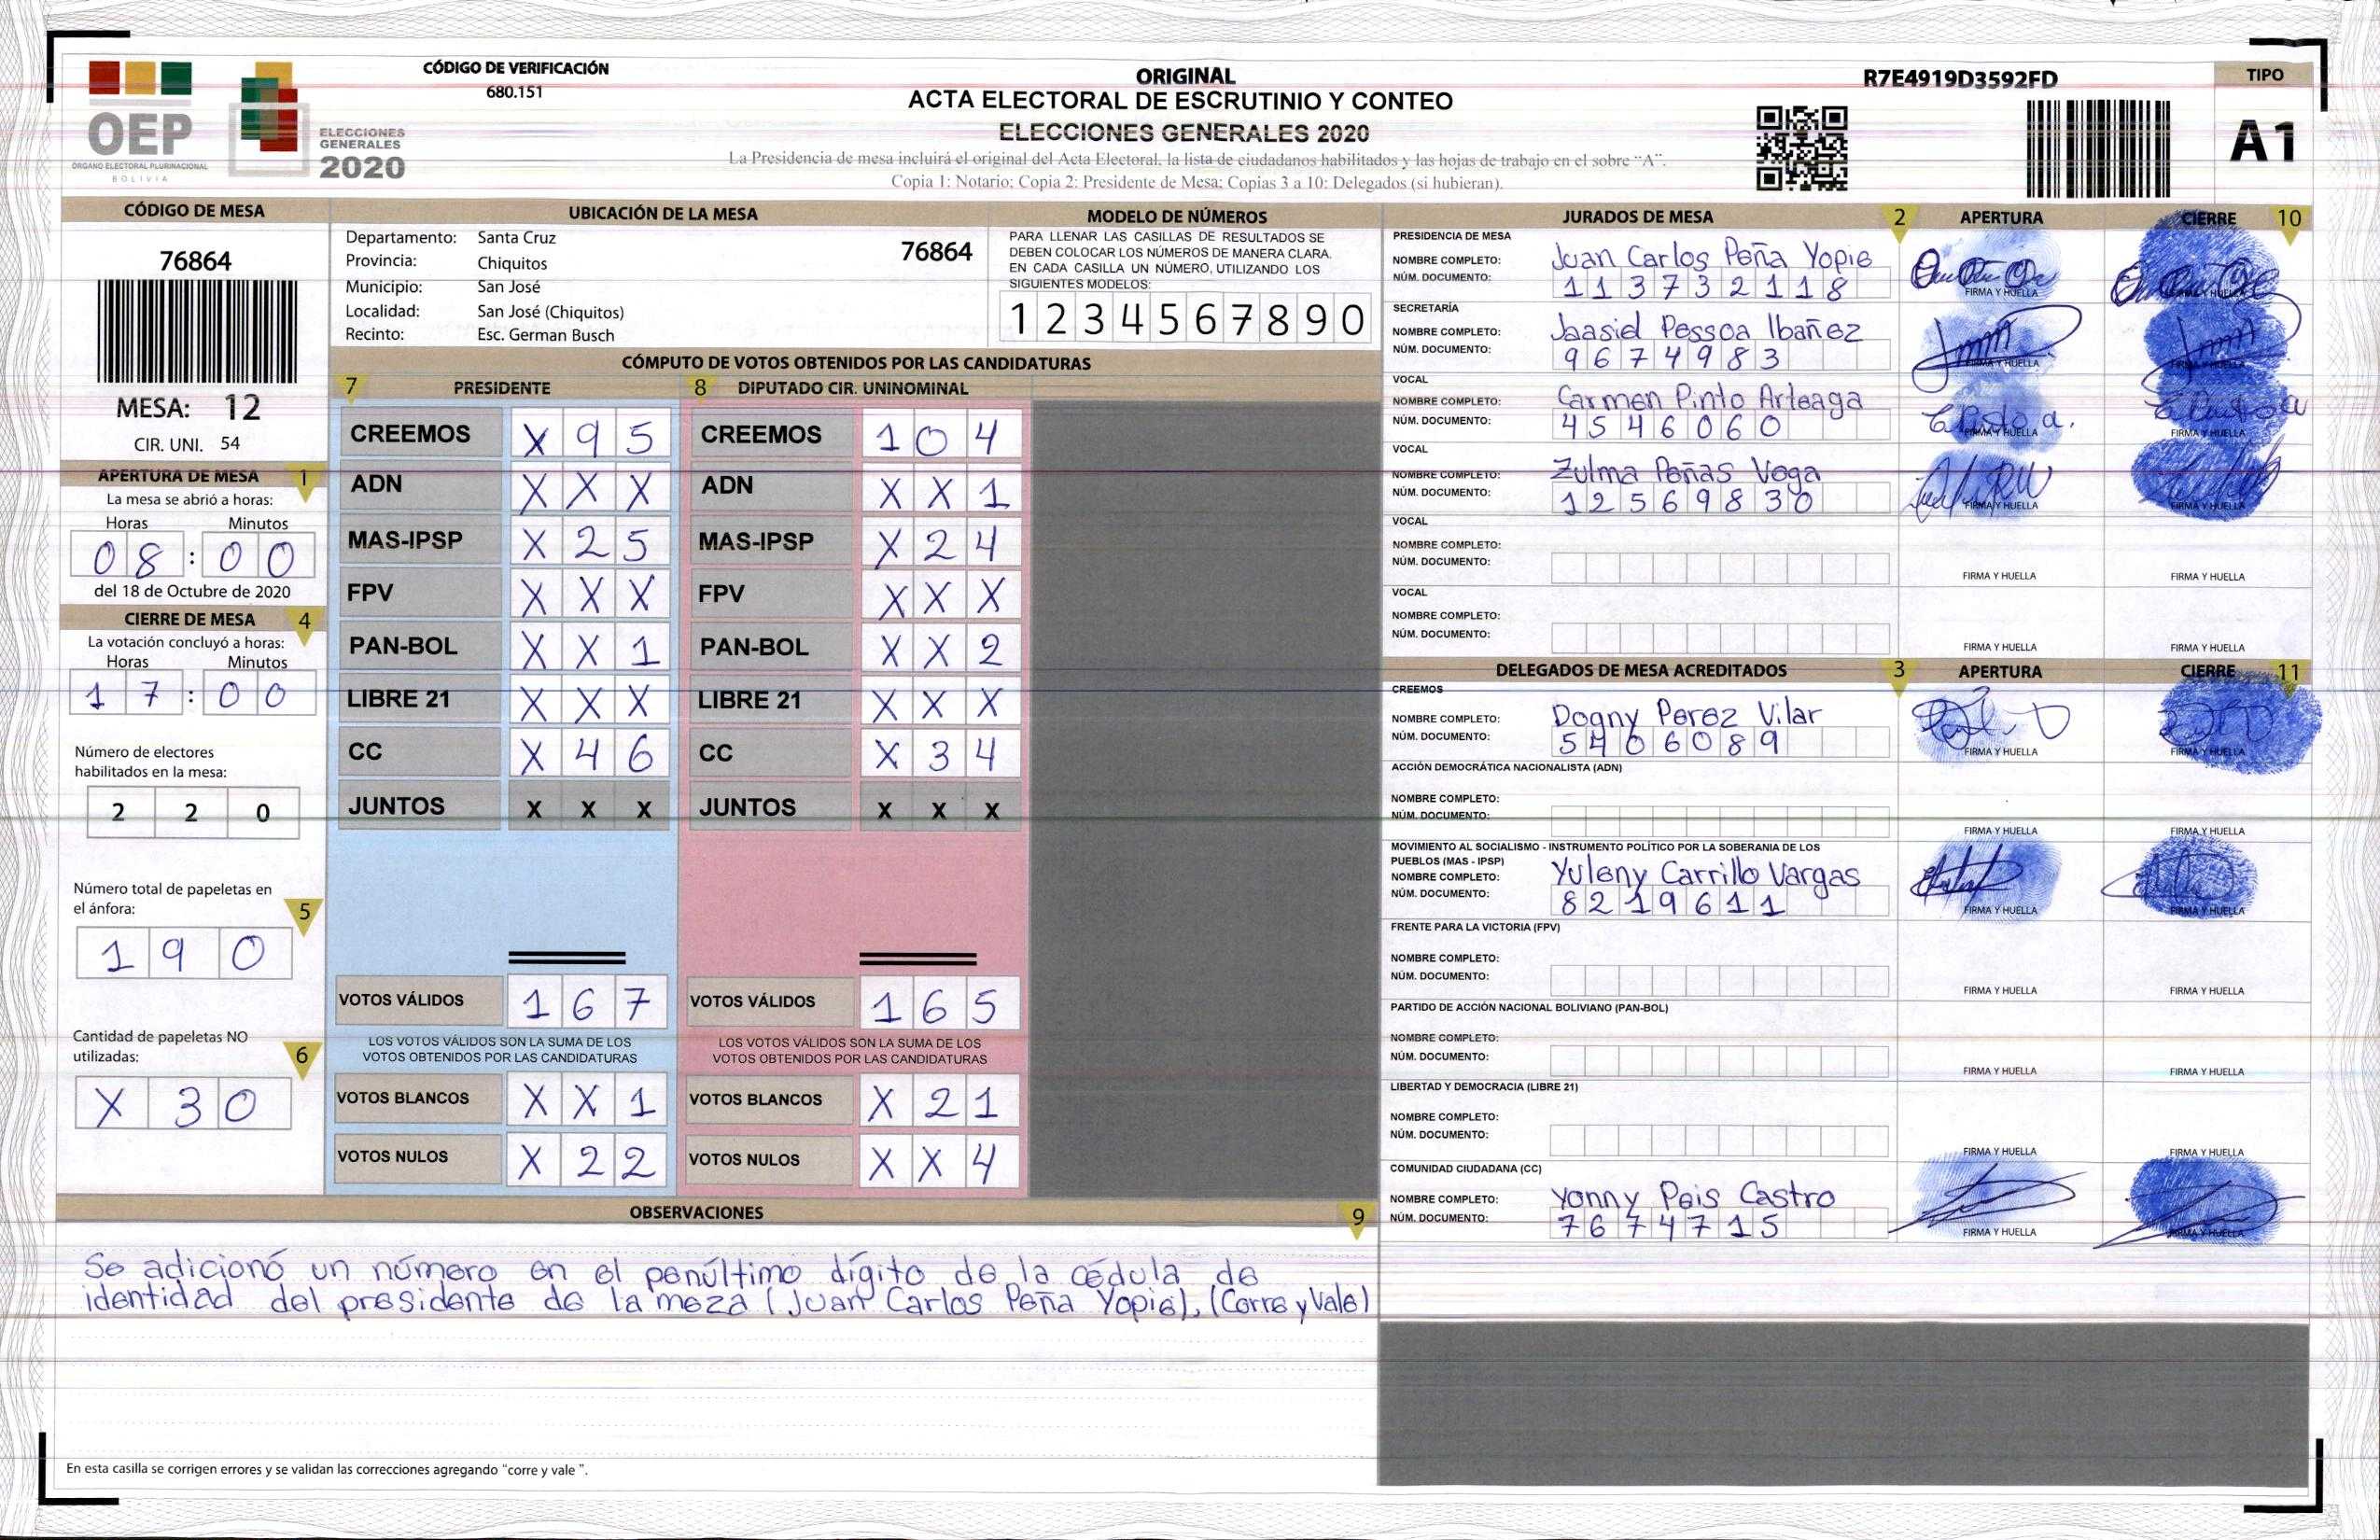 CÓDIGO DE VERIFICACIÓN
680.151
OEP
ÓRGANO ELECTORAL PLURINACIONAL
BOLIVIA
ELECCIONES
GENERALES
2020
ORIGINAL
ACTA ELECTORAL DE ESCRUTINIO Y CONTEO
ELECCIONES GENERALES 2020
La Presidencia de mesa incluirá el original del Acta Electoral, la lista de ciudadanos habilitados y las hojas de trabajo en el sobre "A".
Copia 1: Notario; Copia 2: Presidente de Mesa; Copias 3 a 10: Delegados (si hubieran).
R7E4919D3592FD
TIPO
A1
CÓDIGO DE MESA
76864
MESA: 12
CIR. UNI. 54
APERTURA DE MESA 1
La mesa se abrió a horas:
Horas Minutos
08:00
del 18 de Octubre de 2020
CIERRE DE MESA 4
La votación concluyó a horas:
Horas Minutos
17:00
Número de electores
habilitados en la mesa:
2 2 0
Número total de papeletas en
el ánfora: 5
1 9 0
Cantidad de papeletas NO
utilizadas: 6
X 3 0
UBICACIÓN DE LA MESA
Departamento: Santa Cruz 76864
Provincia: Chiquitos
Municipio: San José
Localidad: San José (Chiquitos)
Recinto: Esc. German Busch
MODELO DE NÚMEROS
PARA LLENAR LAS CASILLAS DE RESULTADOS SE
DEBEN COLOCAR LOS NÚMEROS DE MANERA CLARA.
EN CADA CASILLA UN NÚMERO, UTILIZANDO LOS
SIGUIENTES MODELOS:
1 2 3 4 5 6 7 8 9 0
CÓMPUTO DE VOTOS OBTENIDOS POR LAS CANDIDATURAS
7 PRESIDENTE 8 DIPUTADO CIR. UNINOMINAL
CREEMOS X 9 5 CREEMOS 1 0 4
ADN X X X ADN X X 1
MAS-IPSP X 2 5 MAS-IPSP X 2 4
FPV X X X FPV X X X
PAN-BOL X X 1 PAN-BOL X X 2
LIBRE 21 X X X LIBRE 21 X X X
CC X 4 6 CC X 3 4
JUNTOS X X X JUNTOS X X X
VOTOS VÁLIDOS 1 6 7 VOTOS VÁLIDOS 1 6 5
LOS VOTOS VÁLIDOS SON LA SUMA DE LOS LOS VOTOS VÁLIDOS SON LA SUMA DE LOS
VOTOS OBTENIDOS POR LAS CANDIDATURAS VOTOS OBTENIDOS POR LAS CANDIDATURAS
VOTOS BLANCOS X X 1 VOTOS BLANCOS X 2 1
VOTOS NULOS X 2 2 VOTOS NULOS X X 4
OBSERVACIONES 9
Se adicionó un número en el penúltimo dígito de la cédula de
identidad del presidente de la meza (Juan Carlos Peña Yopie), (Corre y Vale)
En esta casilla se corrigen errores y se validan las correcciones agregando "corre y vale ".
JURADOS DE MESA 2 APERTURA CIERRE 10
PRESIDENCIA DE MESA
NOMBRE COMPLETO: Juan Carlos Peña Yopie
NÚM. DOCUMENTO: 113732118
FIRMA Y HUELLA FIRMA Y HUELLA
SECRETARÍA
NOMBRE COMPLETO: Jaasiel Pessoa Ibañez
NÚM. DOCUMENTO: 9674983
FIRMA Y HUELLA FIRMA Y HUELLA
VOCAL
NOMBRE COMPLETO: Carmen Pinto Arteaga
NÚM. DOCUMENTO: 4546060
FIRMA Y HUELLA FIRMA Y HUELLA
VOCAL
NOMBRE COMPLETO: Zulma Peñas Vega
NÚM. DOCUMENTO: 12569830
FIRMA Y HUELLA FIRMA Y HUELLA
VOCAL
NOMBRE COMPLETO:
NÚM. DOCUMENTO:
FIRMA Y HUELLA FIRMA Y HUELLA
VOCAL
NOMBRE COMPLETO:
NÚM. DOCUMENTO:
FIRMA Y HUELLA FIRMA Y HUELLA
DELEGADOS DE MESA ACREDITADOS 3 APERTURA CIERRE 11
CREEMOS
NOMBRE COMPLETO: Dogny Perez Vilar
NÚM. DOCUMENTO: 5406089
FIRMA Y HUELLA FIRMA Y HUELLA
ACCIÓN DEMOCRÁTICA NACIONALISTA (ADN)
NOMBRE COMPLETO:
NÚM. DOCUMENTO:
FIRMA Y HUELLA FIRMA Y HUELLA
MOVIMIENTO AL SOCIALISMO - INSTRUMENTO POLÍTICO POR LA SOBERANIA DE LOS
PUEBLOS (MAS - IPSP)
NOMBRE COMPLETO: Yuleny Carrillo Vargas
NÚM. DOCUMENTO: 8219611
FIRMA Y HUELLA FIRMA Y HUELLA
FRENTE PARA LA VICTORIA (FPV)
NOMBRE COMPLETO:
NÚM. DOCUMENTO:
FIRMA Y HUELLA FIRMA Y HUELLA
PARTIDO DE ACCIÓN NACIONAL BOLIVIANO (PAN-BOL)
NOMBRE COMPLETO:
NÚM. DOCUMENTO:
FIRMA Y HUELLA FIRMA Y HUELLA
LIBERTAD Y DEMOCRACIA (LIBRE 21)
NOMBRE COMPLETO:
NÚM. DOCUMENTO:
FIRMA Y HUELLA FIRMA Y HUELLA
COMUNIDAD CIUDADANA (CC)
NOMBRE COMPLETO: Yonny Peis Castro
NÚM. DOCUMENTO: 7674715
FIRMA Y HUELLA FIRMA Y HUELLA